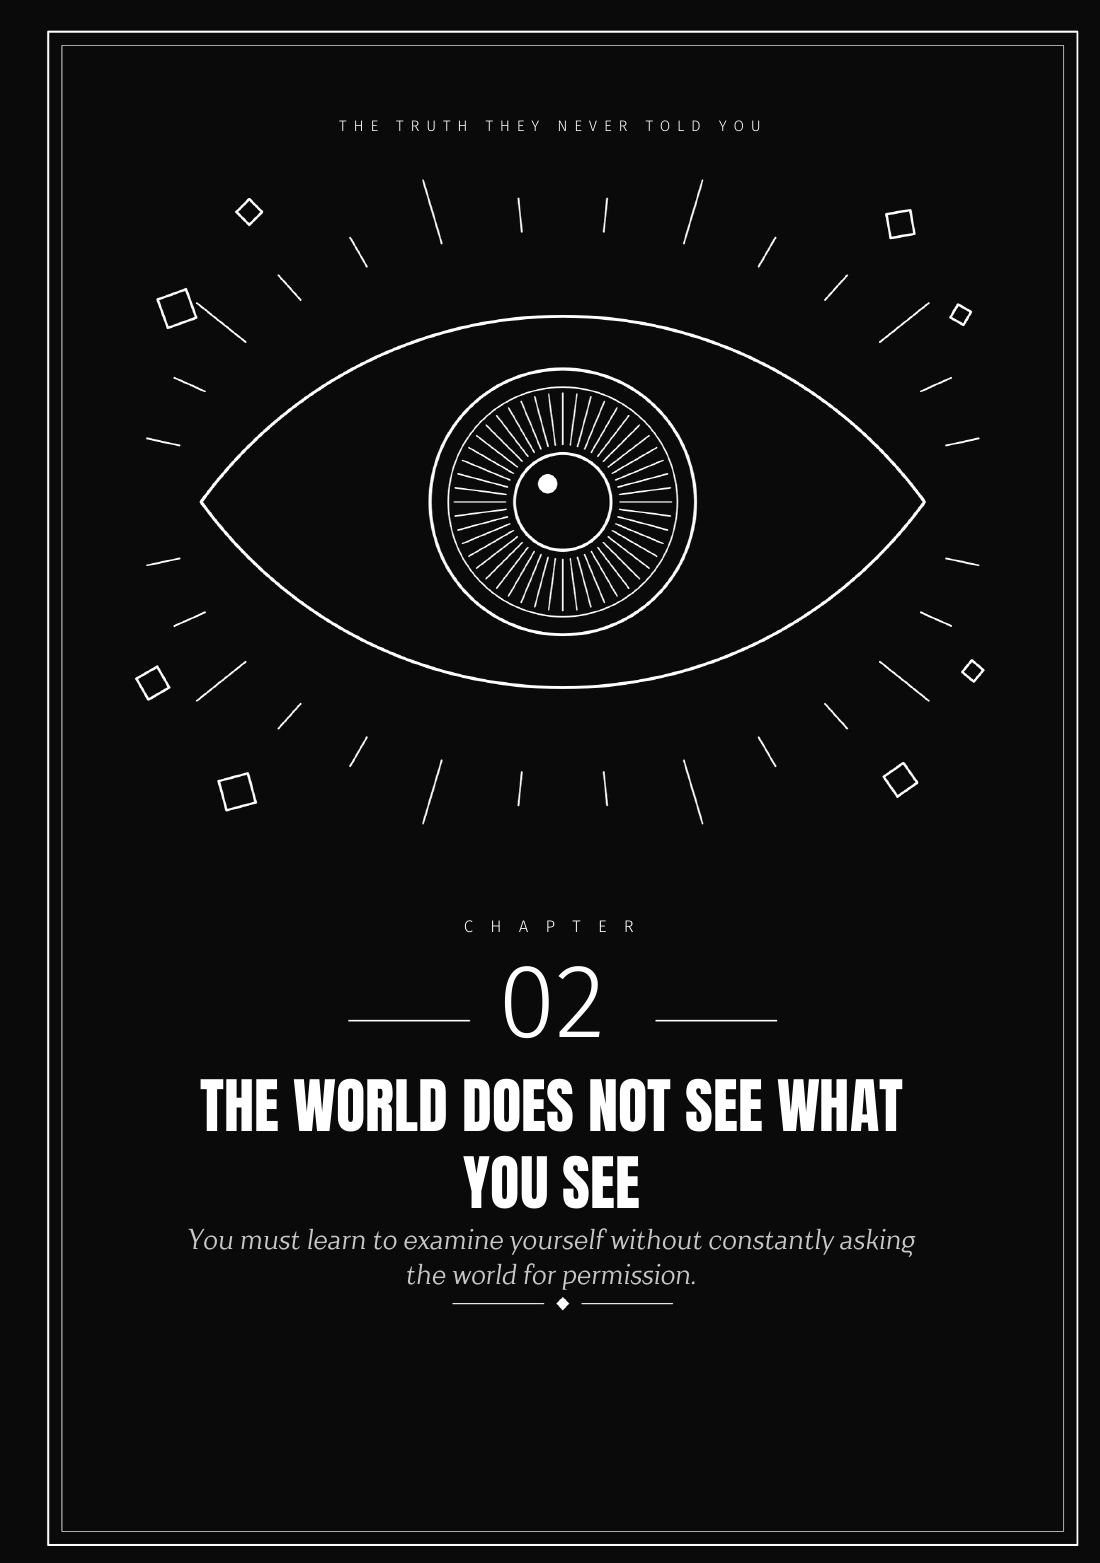 THE TRUTH THEY NEVER TOLD YOU
CHAPTER
02
THE WORLD DOES NOT SEE WHAT
YOU SEE
You must learn to examine yourself without constantly asking
the world for permission.